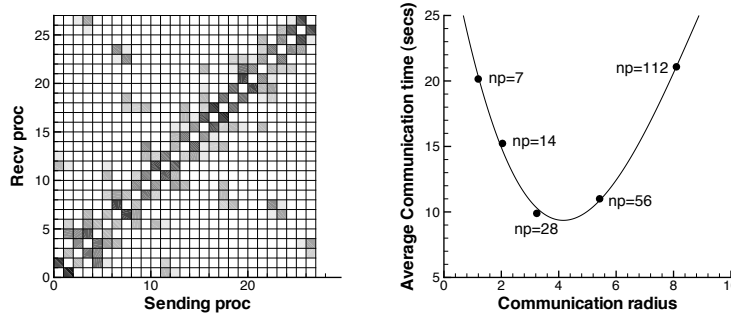 25
20
15
10
5
0
0
10
20
Recv proc
Sending proc
25
20
15
10
5
0
2
4
6
8
10
Average Communication time (secs)
Communication radius
np=7
np=14
np=28
np=56
np=112